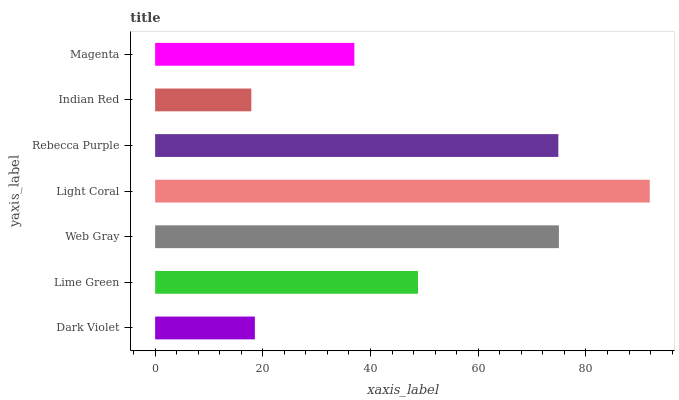 title
Magenta
Indian Red
Rebecca Purple
Light Coral
Web Gray
Lime Green
Dark Violet
yaxis_label
0 20 40 60 80
xaxis_label